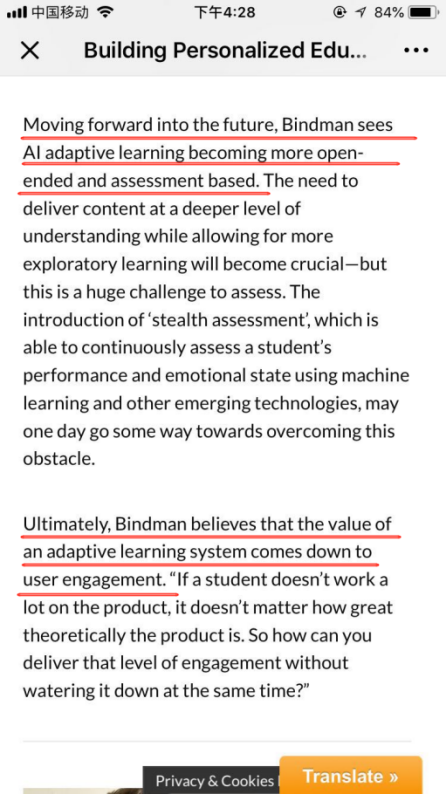 中国移动 下午4:28 84%
Building Personalized Edu... ...
Moving forward into the future, Bindman sees
AI adaptive learning becoming more open-
ended and assessment based. The need to
deliver content at a deeper level of
understanding while allowing for more
exploratory learning will become crucial—but
this is a huge challenge to assess. The
introduction of ‘stealth assessment’, which is
able to continuously assess a student’s
performance and emotional state using machine
learning and other emerging technologies, may
one day go some way towards overcoming this
obstacle.
Ultimately, Bindman believes that the value of
an adaptive learning system comes down to
user engagement. “If a student doesn’t work a
lot on the product, it doesn’t matter how great
theoretically the product is. So how can you
deliver that level of engagement without
watering it down at the same time?”
Privacy & Cookies
Translate »